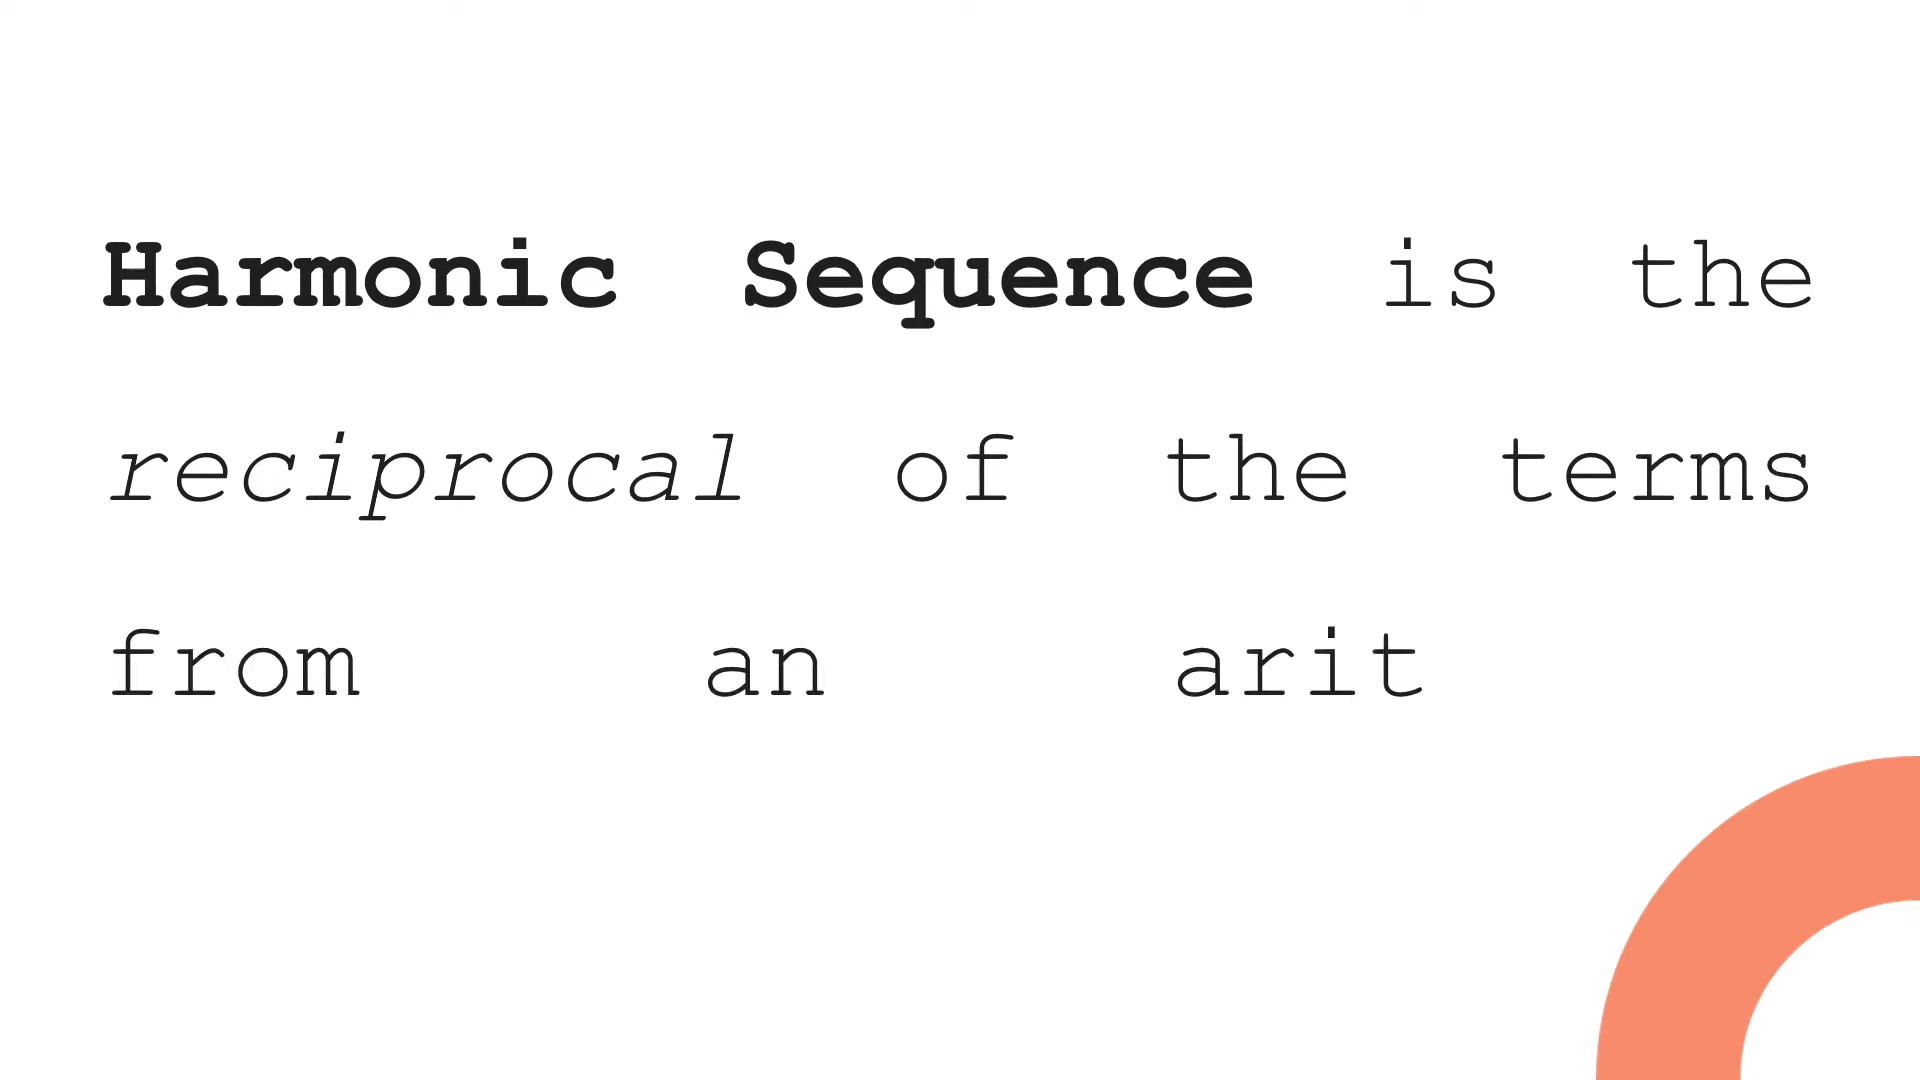 Harmonic Sequence is the
reciprocal of the terms
from an arit